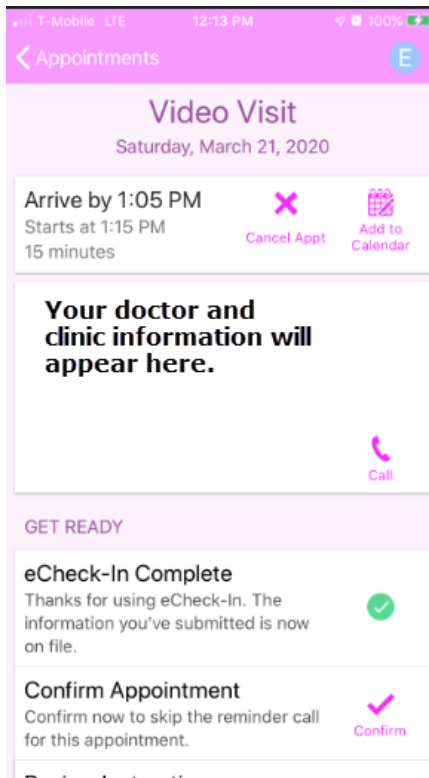 T-Mobile LTE 12:13 PM 100%
Appointments E
Video Visit
Saturday, March 21, 2020
Arrive by 1:05 PM
Starts at 1:15 PM
15 minutes
Cancel Appt
Add to
Calendar
Your doctor and
clinic information will
appear here.
Call
GET READY
eCheck-In Complete
Thanks for using eCheck-In. The
information you've submitted is now
on file.
Confirm Appointment
Confirm now to skip the reminder call
for this appointment.
Confirm